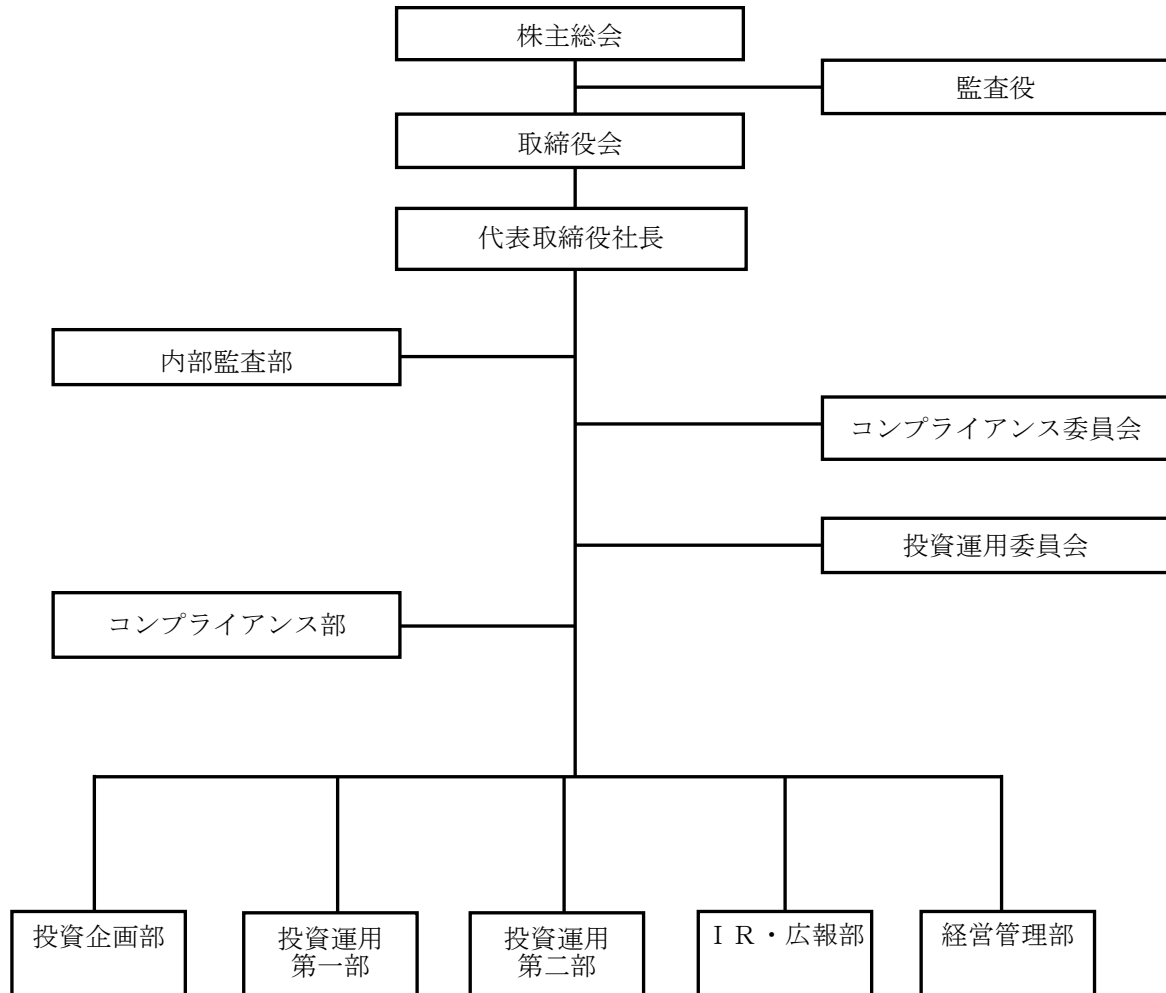 株主総会
監査役
取締役会
代表取締役社長
内部監査部
コンプライアンス委員会
投資運用委員会
コンプライアンス部
投資企画部
投資運用
第一部
投資運用
第二部
ＩＲ・広報部
経営管理部